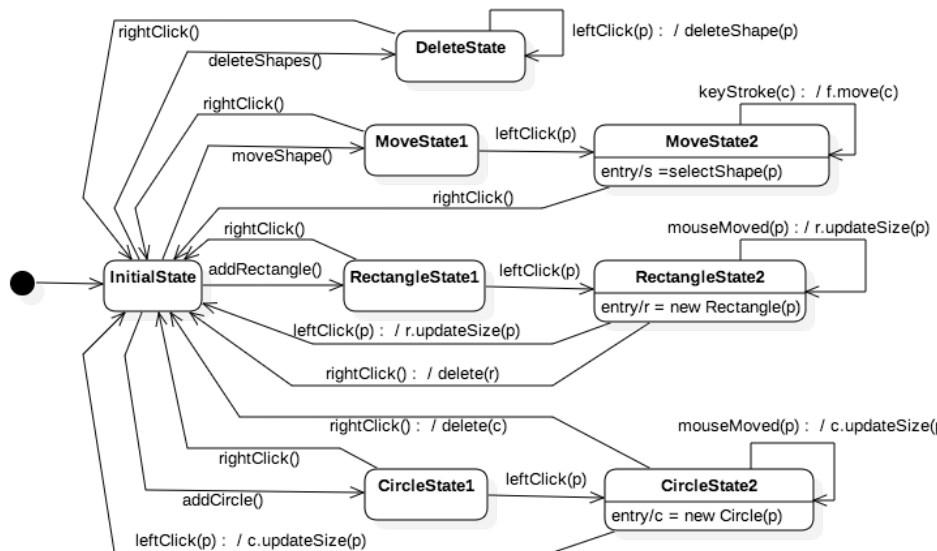 rightClick()
leftClick(p) : / deleteShape(p)
DeleteState
deleteShapes()
keyStroke(c) : / f.move(c)
rightClick()
MoveState1
leftClick(p)
MoveState2
moveShape()
entry/s =selectShape(p)
rightClick()
mouseMoved(p) : / r.updateSize(p)
rightClick()
InitialState
addRectangle()
RectangleState1
leftClick(p)
RectangleState2
entry/r = new Rectangle(p)
leftClick(p) : / r.updateSize(p)
rightClick() : / delete(r)
rightClick() : / delete(c)
mouseMoved(p) : / c.updateSize(p
rightClick()
CircleState1
leftClick(p)
CircleState2
addCircle()
entry/c = new Circle(p)
leftClick(p) : / c.updateSize(p)